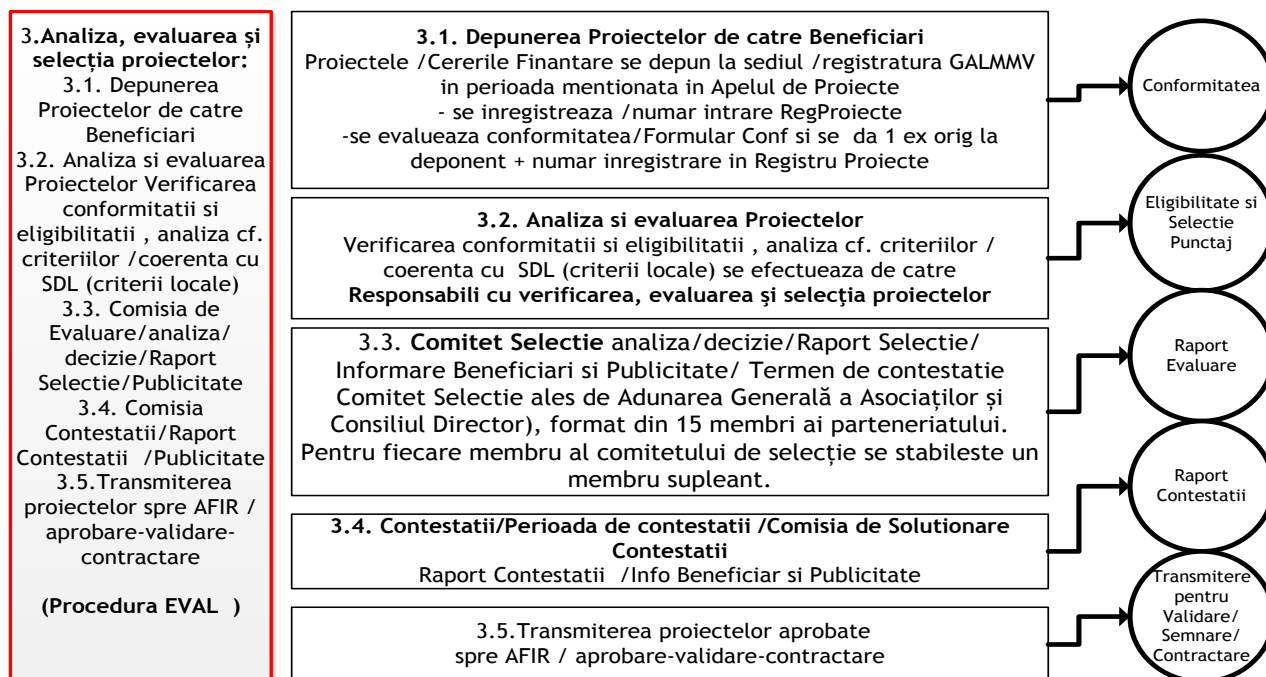 3.Analiza, evaluarea și
selecția proiectelor:
3.1. Depunerea
Proiectelor de catre
Beneficiari
3.2. Analiza si evaluarea
Proiectelor Verificarea
conformitatii si
eligibilitatii , analiza cf.
criteriilor /coerenta cu
SDL (criterii locale)
3.3. Comisia de
Evaluare/analiza/
decizie/Raport
Selectie/Publicitate
3.4. Comisia
Contestatii/Raport
Contestatii /Publicitate
3.5.Transmiterea
proiectelor spre AFIR /
aprobare-validare-
contractare
(Procedura EVAL )
3.1. Depunerea Proiectelor de catre Beneficiari
Proiectele /Cererile Finantare se depun la sediul /registratura GALMMV
in perioada mentionata in Apelul de Proiecte
- se inregistreaza /numar intrare RegProiecte
-se evalueaza conformitatea/Formular Conf si se da 1 ex orig la
deponent + numar inregistrare in Registru Proiecte
Conformitatea
3.2. Analiza si evaluarea Proiectelor
Verificarea conformitatii si eligibilitatii , analiza cf. criteriilor /
coerenta cu SDL (criterii locale) se efectueaza de catre
Responsabili cu verificarea, evaluarea şi selecţia proiectelor
Eligibilitate si
Selectie
Punctaj
3.3. Comitet Selectie analiza/decizie/Raport Selectie/
Informare Beneficiari si Publicitate/ Termen de contestatie
Comitet Selectie ales de Adunarea Generală a Asociaților și
Consiliul Director), format din 15 membri ai parteneriatului.
Pentru fiecare membru al comitetului de selecție se stabileste un
membru supleant.
Raport
Evaluare
3.4. Contestatii/Perioada de contestatii /Comisia de Solutionare
Contestatii
Raport Contestatii /Info Beneficiar si Publicitate
Raport
Contestatii
3.5.Transmiterea proiectelor aprobate
spre AFIR / aprobare-validare-contractare
Transmitere
pentru
Validare/
Semnare/
Contractare